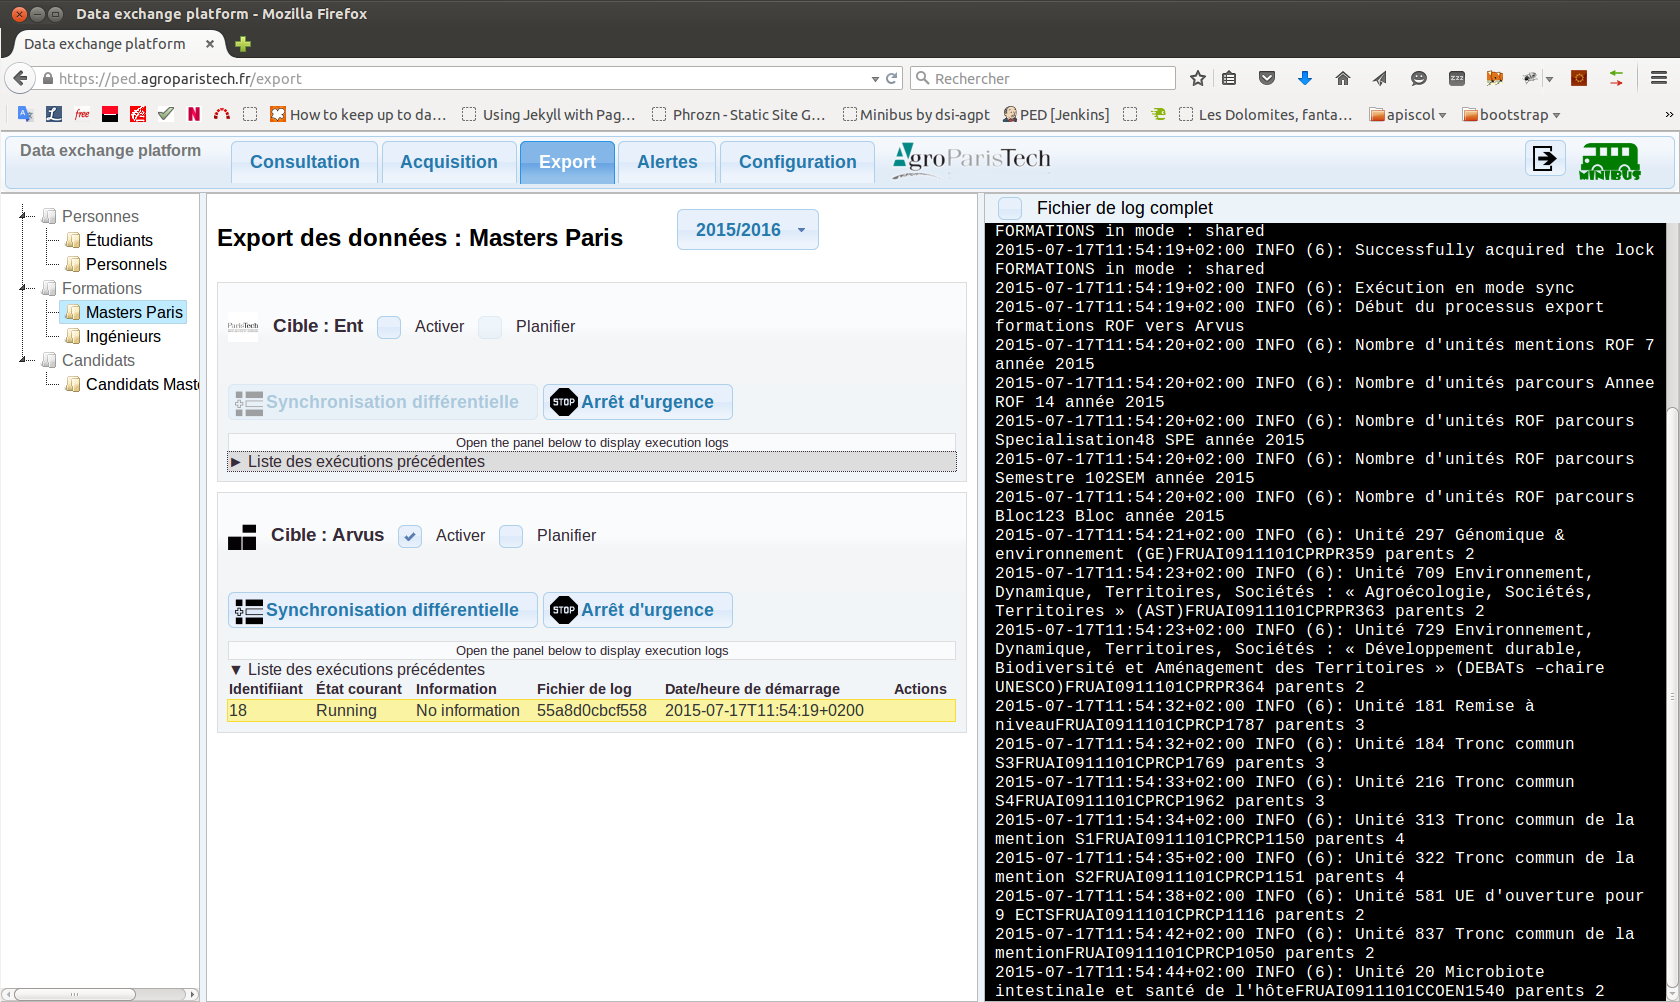 Data exchange platform - Mozilla Firefox
Data exchange platform
https://ped.agroparistech.fr/export
Rechercher
free
N
How to keep up to da...
Using Jekyll with Pag...
Phrozn - Static Site G...
Minibus by dsi-agpt
PED [Jenkins]
Les Dolomites, fanta...
apiscol
bootstrap
»
Data exchange platform
Consultation
Acquisition
Export
Alertes
Configuration
AgroParisTech
MINIBUS
Personnes
Étudiants
Personnels
Formations
Masters Paris
Ingénieurs
Candidats
Candidats Mast
Export des données : Masters Paris
2015/2016
ParisTech
Cible : Ent
Activer
Planifier
Synchronisation différentielle
STOP
Arrêt d'urgence
Open the panel below to display execution logs
► Liste des exécutions précédentes
Cible : Arvus
Activer
Planifier
Synchronisation différentielle
STOP
Arrêt d'urgence
Open the panel below to display execution logs
▼ Liste des exécutions précédentes
Identifiiant État courant Information Fichier de log Date/heure de démarrage Actions
18 Running No information 55a8d0cbcf558 2015-07-17T11:54:19+0200
Fichier de log complet
FORMATIONS in mode : shared
2015-07-17T11:54:19+02:00 INFO (6): Successfully acquired the lock
FORMATIONS in mode : shared
2015-07-17T11:54:19+02:00 INFO (6): Exécution en mode sync
2015-07-17T11:54:19+02:00 INFO (6): Début du processus export
formations ROF vers Arvus
2015-07-17T11:54:20+02:00 INFO (6): Nombre d'unités mentions ROF 7
année 2015
2015-07-17T11:54:20+02:00 INFO (6): Nombre d'unités parcours Annee
ROF 14 année 2015
2015-07-17T11:54:20+02:00 INFO (6): Nombre d'unités ROF parcours
Specialisation48 SPE année 2015
2015-07-17T11:54:20+02:00 INFO (6): Nombre d'unités ROF parcours
Semestre 102SEM année 2015
2015-07-17T11:54:20+02:00 INFO (6): Nombre d'unités ROF parcours
Bloc123 Bloc année 2015
2015-07-17T11:54:21+02:00 INFO (6): Unité 297 Génomique &
environnement (GE)FRUAI0911101CPRPR359 parents 2
2015-07-17T11:54:23+02:00 INFO (6): Unité 709 Environnement,
Dynamique, Territoires, Sociétés : « Agroécologie, Sociétés,
Territoires » (AST)FRUAI0911101CPRPR363 parents 2
2015-07-17T11:54:23+02:00 INFO (6): Unité 729 Environnement,
Dynamique, Territoires, Sociétés : « Développement durable,
Biodiversité et Aménagement des Territoires » (DEBATs –chaire
UNESCO)FRUAI0911101CPRPR364 parents 2
2015-07-17T11:54:32+02:00 INFO (6): Unité 181 Remise à
niveauFRUAI0911101CPRCP1787 parents 3
2015-07-17T11:54:32+02:00 INFO (6): Unité 184 Tronc commun
S3FRUAI0911101CPRCP1769 parents 3
2015-07-17T11:54:33+02:00 INFO (6): Unité 216 Tronc commun
S4FRUAI0911101CPRCP1962 parents 3
2015-07-17T11:54:34+02:00 INFO (6): Unité 313 Tronc commun de la
mention S1FRUAI0911101CPRCP1150 parents 4
2015-07-17T11:54:35+02:00 INFO (6): Unité 322 Tronc commun de la
mention S2FRUAI0911101CPRCP1151 parents 4
2015-07-17T11:54:38+02:00 INFO (6): Unité 581 UE d'ouverture pour
9 ECTSFRUAI0911101CPRCP1116 parents 2
2015-07-17T11:54:42+02:00 INFO (6): Unité 837 Tronc commun de la
mentionFRUAI0911101CPRCP1050 parents 2
2015-07-17T11:54:44+02:00 INFO (6): Unité 20 Microbiote
intestinale et santé de l'hôteFRUAI0911101CCOEN1540 parents 2